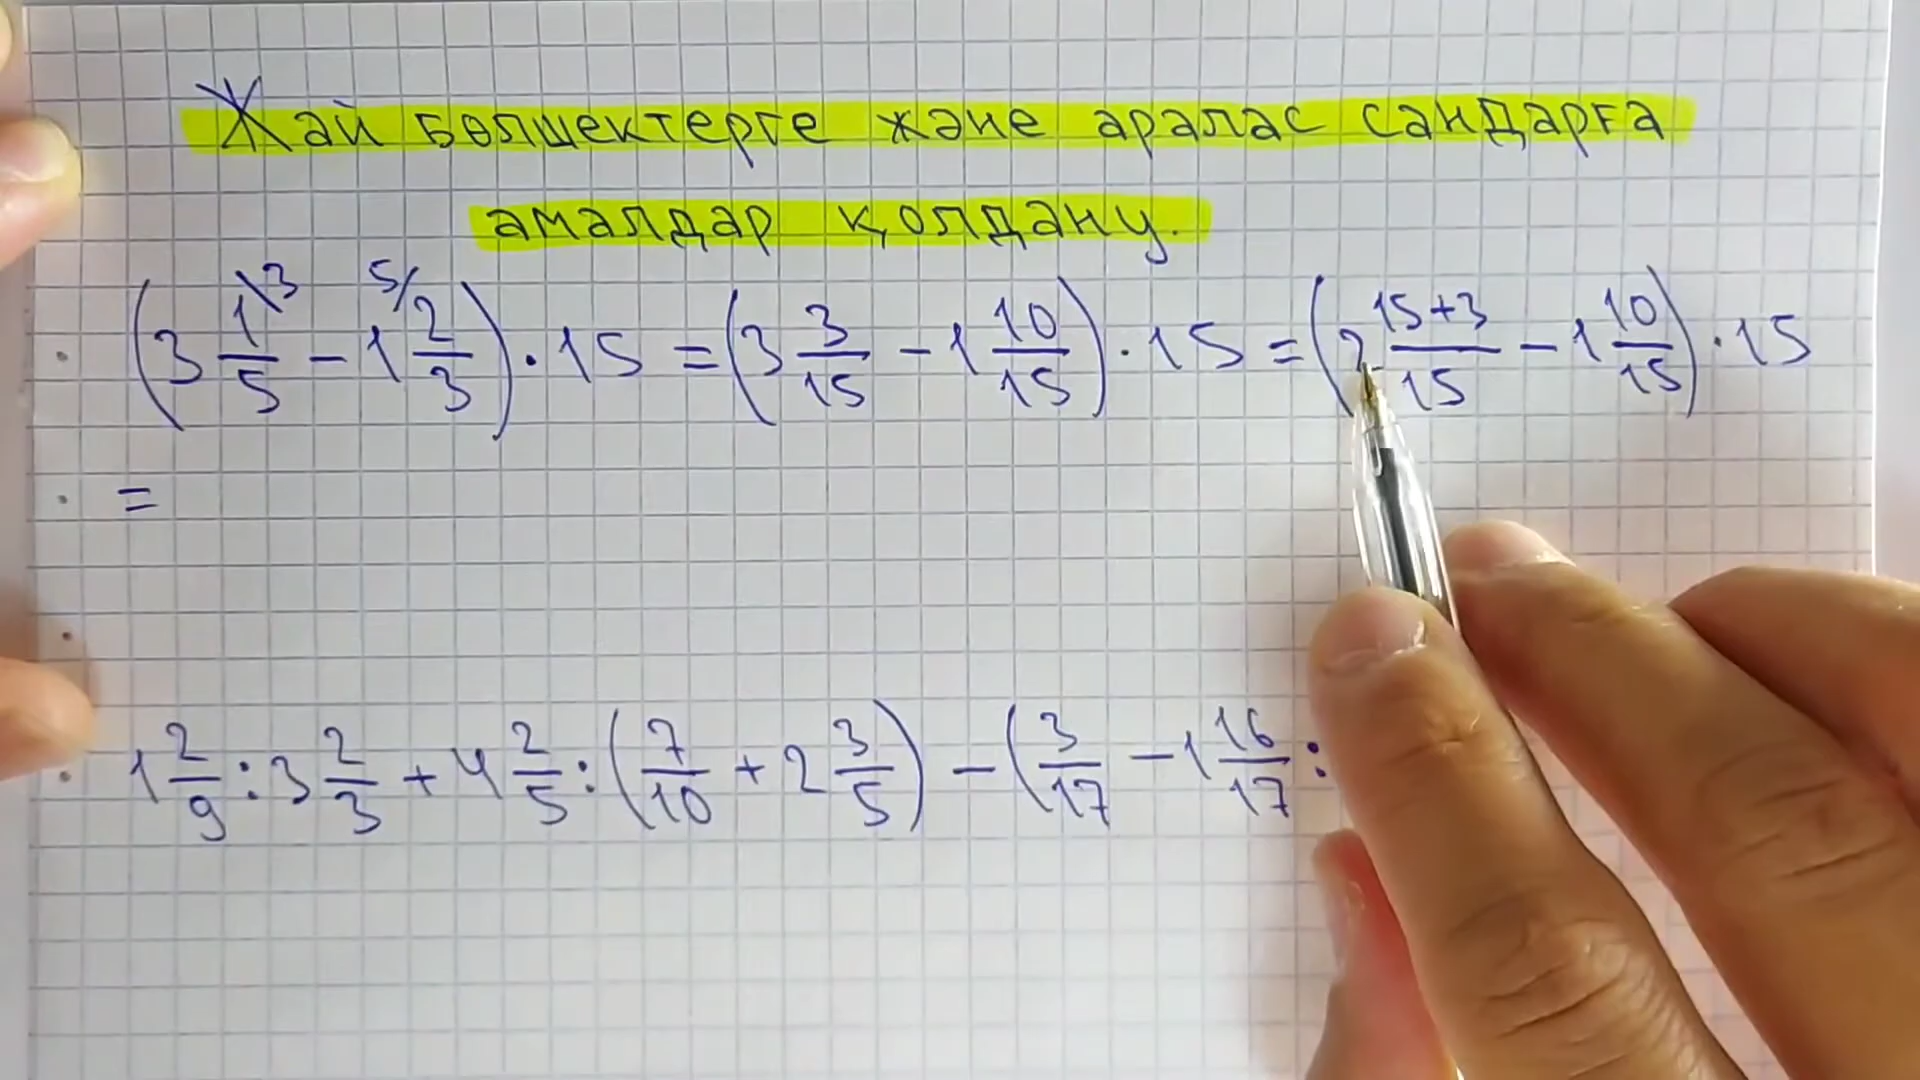 Жай бөлшектерге және аралас сандарға
амалдар қолдану.
(3 1\3/5 − 1 5/2/3) · 15 = (3 3/15 − 1 10/15) · 15 = (2 15+3/15 − 1 10/15) · 15
=
1 2/9 : 3 2/3 + 4 2/5 : (7/10 + 2 3/5) − (3/17 − 1 16/17 :